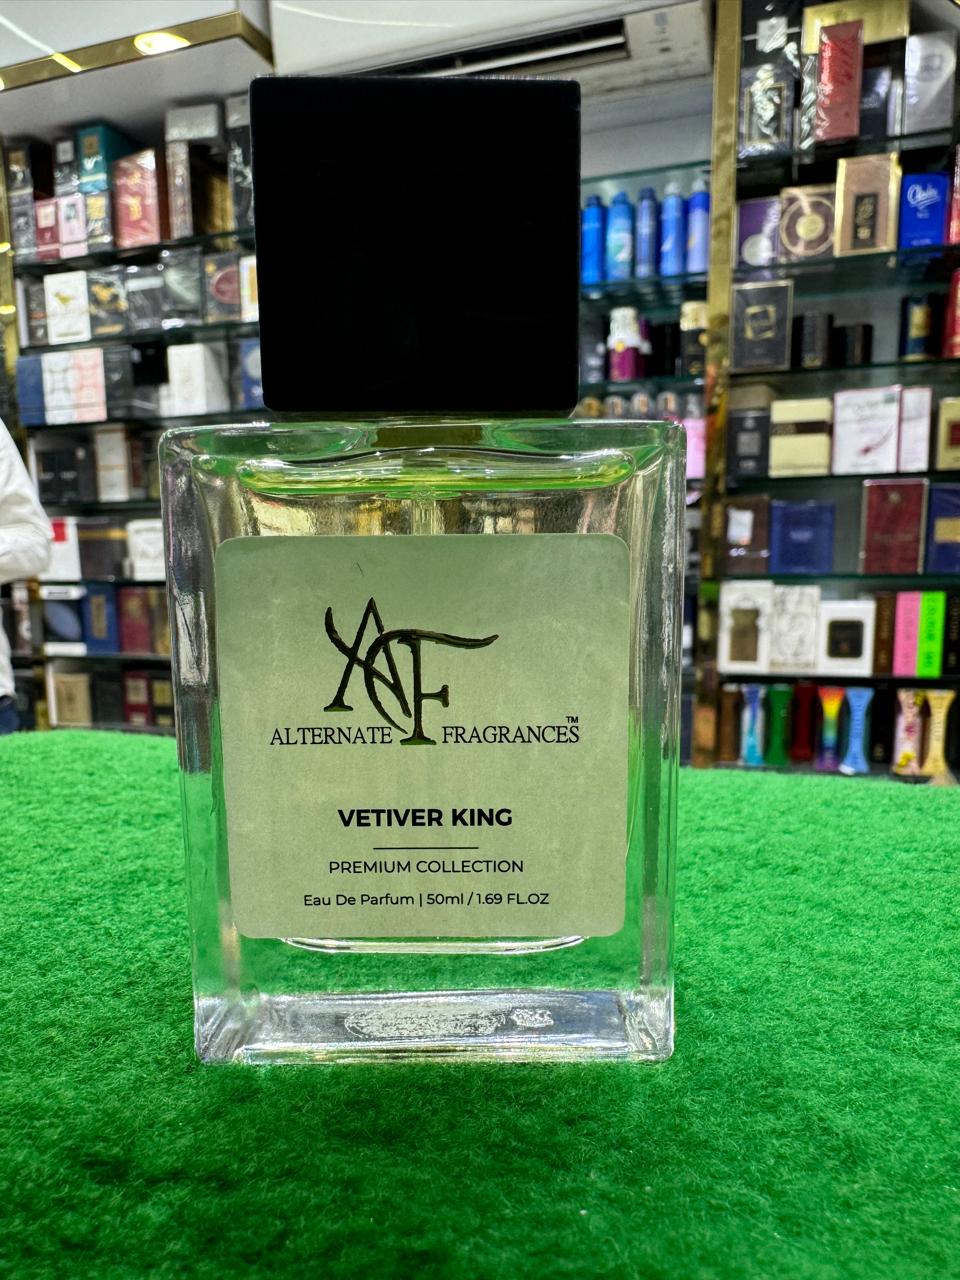 AF
ALTERNATE FRAGRANCES™
VETIVER KING
PREMIUM COLLECTION
Eau De Parfum | 50ml / 1.69 FL.OZ